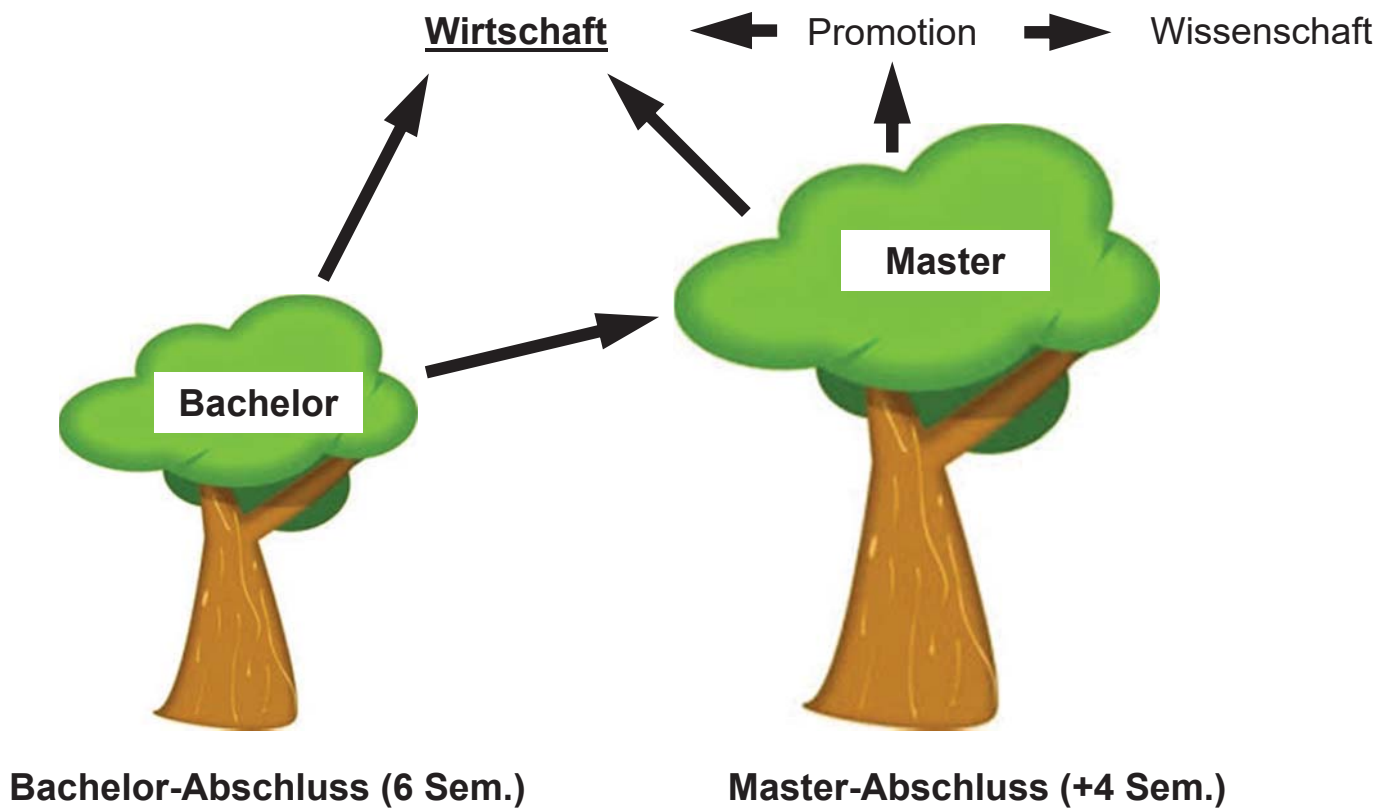 Wirtschaft
Promotion
Wissenschaft
Master
Bachelor
Bachelor-Abschluss (6 Sem.)
Master-Abschluss (+4 Sem.)